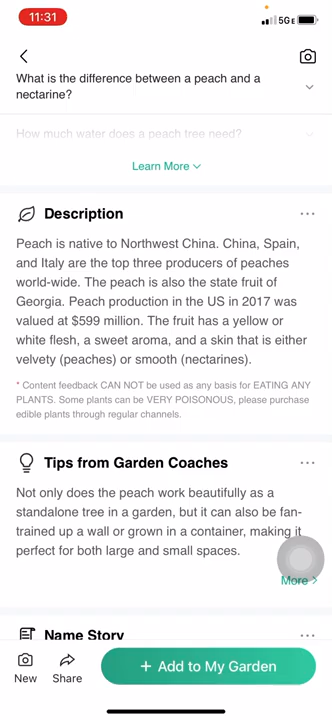 11:31
5G E
What is the difference between a peach and a
nectarine?
How much water does a peach tree need?
Learn More
Description
Peach is native to Northwest China. China, Spain,
and Italy are the top three producers of peaches
world-wide. The peach is also the state fruit of
Georgia. Peach production in the US in 2017 was
valued at $599 million. The fruit has a yellow or
white flesh, a sweet aroma, and a skin that is either
velvety (peaches) or smooth (nectarines).
* Content feedback CAN NOT be used as any basis for EATING ANY
PLANTS. Some plants can be VERY POISONOUS, please purchase
edible plants through regular channels.
Tips from Garden Coaches
Not only does the peach work beautifully as a
standalone tree in a garden, but it can also be fan-
trained up a wall or grown in a container, making it
perfect for both large and small spaces.
More >
Name Story
New
Share
+ Add to My Garden